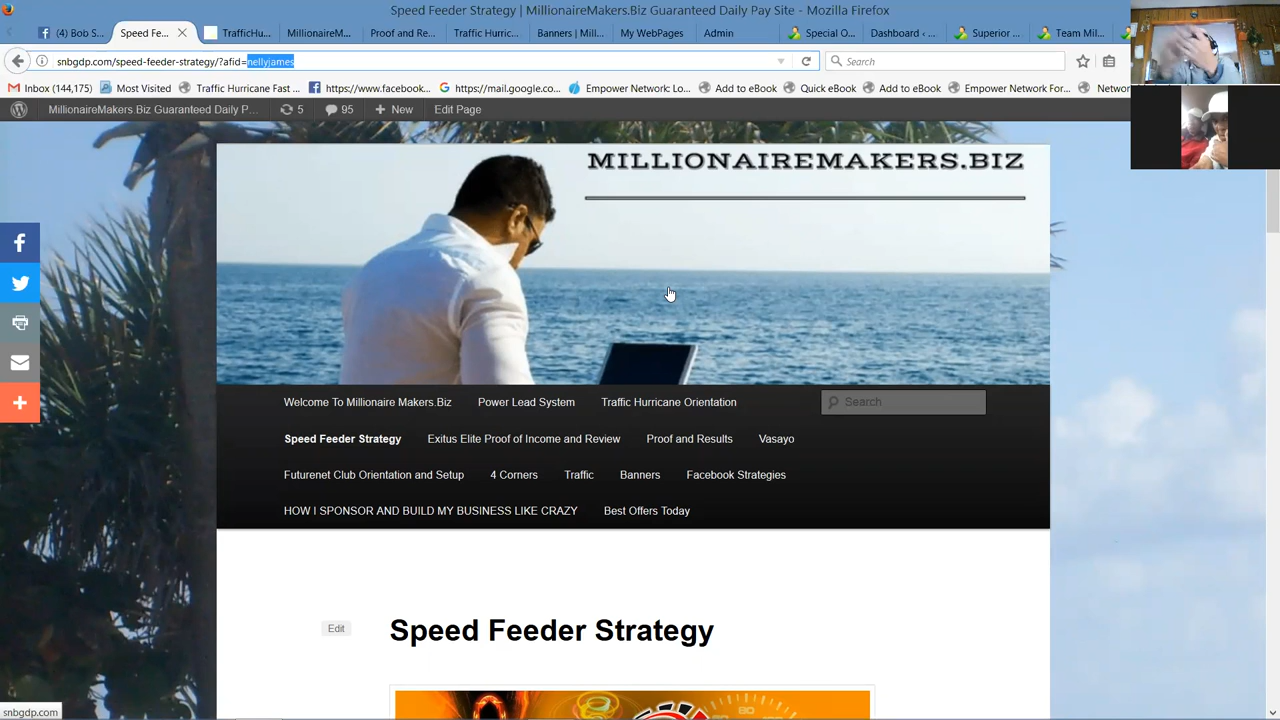 Speed Feeder Strategy | MillionaireMakers.Biz Guaranteed Daily Pay Site - Mozilla Firefox
(4) Bob S... Speed Fe... TrafficHu... MillionaireM... Proof and Re... Traffic Hurric... Banners | Mill... My WebPages Admin Special O... Dashboard ‹ ... Superior ... Team Mil...
snbgdp.com/speed-feeder-strategy/?afid=nellyjames Search
Inbox (144,175) Most Visited Traffic Hurricane Fast ... https://www.facebook... https://mail.google.co... Empower Network: Lo... Add to eBook Quick eBook Add to eBook Empower Network For... Networ
MillionaireMakers.Biz Guaranteed Daily P... 5 95 New Edit Page
MILLIONAIREMAKERS.BIZ
Welcome To Millionaire Makers.Biz Power Lead System Traffic Hurricane Orientation Search
Speed Feeder Strategy Exitus Elite Proof of Income and Review Proof and Results Vasayo
Futurenet Club Orientation and Setup 4 Corners Traffic Banners Facebook Strategies
HOW I SPONSOR AND BUILD MY BUSINESS LIKE CRAZY Best Offers Today
Edit Speed Feeder Strategy
80
snbgdp.com